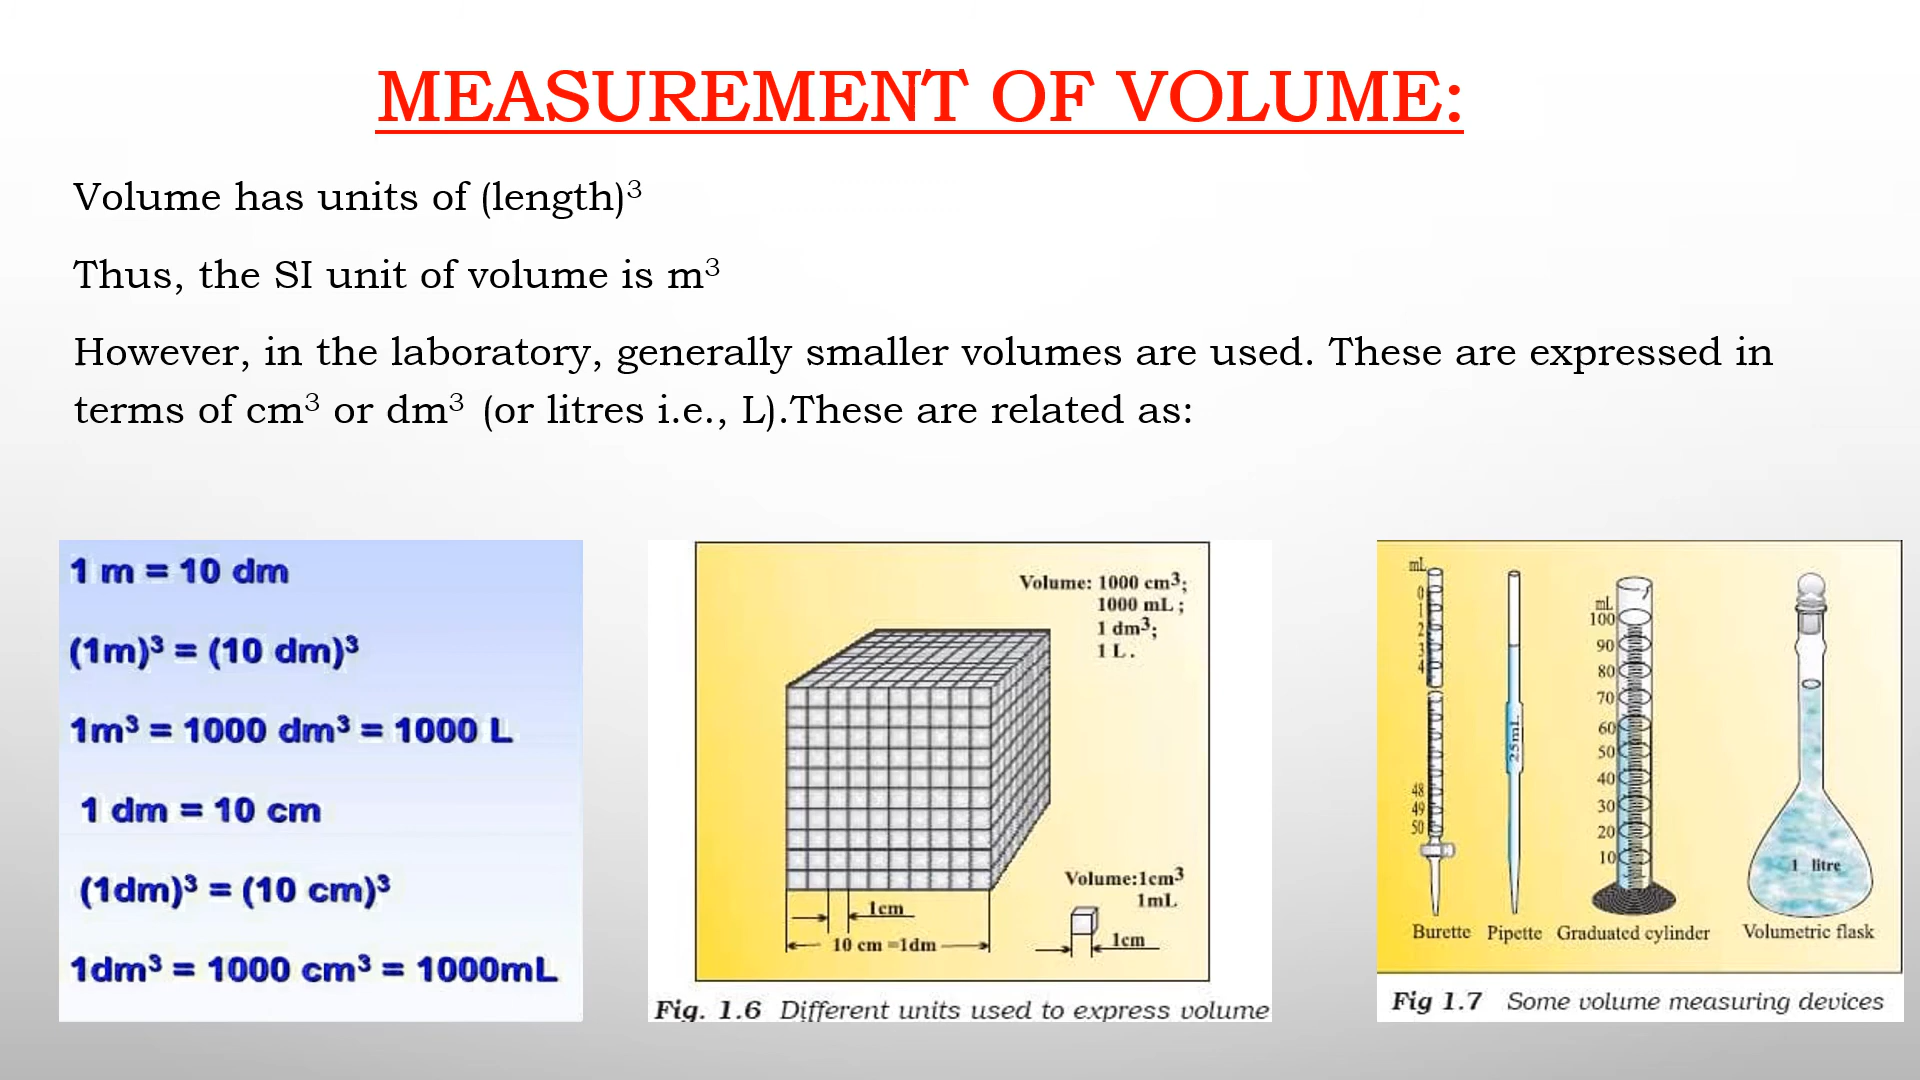 MEASUREMENT OF VOLUME:
Volume has units of (length)³
Thus, the SI unit of volume is m³
However, in the laboratory, generally smaller volumes are used. These are expressed in
terms of cm³ or dm³ (or litres i.e., L).These are related as:
1 m = 10 dm
(1m)³ = (10 dm)³
1m³ = 1000 dm³ = 1000 L
1 dm = 10 cm
(1dm)³ = (10 cm)³
1dm³ = 1000 cm³ = 1000mL
Volume: 1000 cm³;
1000 mL ;
1 dm³;
1 L .
Volume:1cm³
1mL
1cm
10 cm =1dm
1cm
Fig. 1.6 Different units used to express volume
mL
0
1
2
3
4
48
49
50
25mL
mL
100
90
80
70
60
50
40
30
20
10
1 litre
Burette
Pipette
Graduated cylinder
Volumetric flask
Fig 1.7 Some volume measuring devices